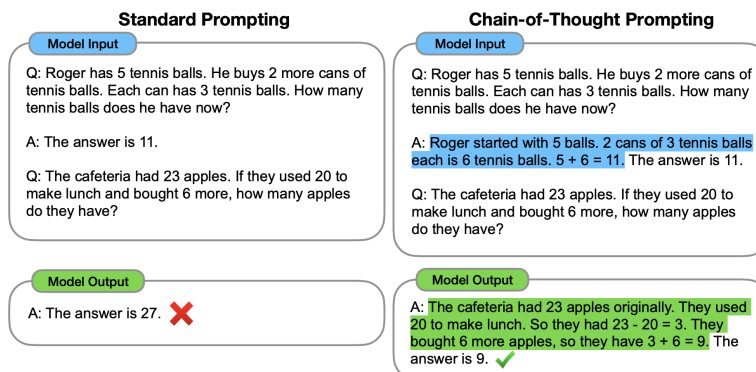 Standard Prompting
Model Input
Q: Roger has 5 tennis balls. He buys 2 more cans of
tennis balls. Each can has 3 tennis balls. How many
tennis balls does he have now?
A: The answer is 11.
Q: The cafeteria had 23 apples. If they used 20 to
make lunch and bought 6 more, how many apples
do they have?
Model Output
A: The answer is 27.
Chain-of-Thought Prompting
Model Input
Q: Roger has 5 tennis balls. He buys 2 more cans of
tennis balls. Each can has 3 tennis balls. How many
tennis balls does he have now?
A: Roger started with 5 balls. 2 cans of 3 tennis balls
each is 6 tennis balls. 5 + 6 = 11. The answer is 11.
Q: The cafeteria had 23 apples. If they used 20 to
make lunch and bought 6 more, how many apples
do they have?
Model Output
A: The cafeteria had 23 apples originally. They used
20 to make lunch. So they had 23 - 20 = 3. They
bought 6 more apples, so they have 3 + 6 = 9. The
answer is 9.